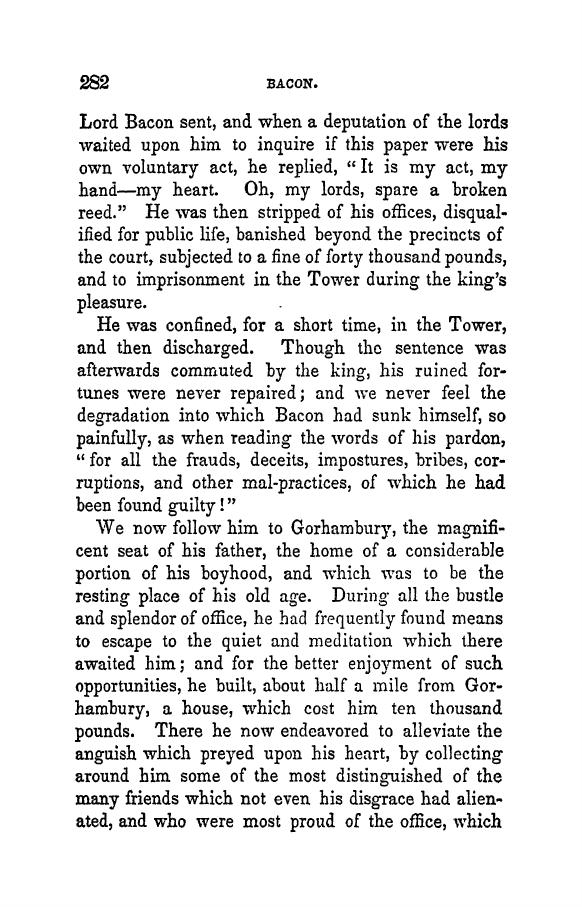 282 BACON.
Lord Bacon sent, and when a deputation of the lords
waited upon him to inquire if this paper were his
own voluntary act, he replied, “ It is my act, my
hand—my heart. Oh, my lords, spare a broken
reed.” He was then stripped of his offices, disqual-
ified for public life, banished beyond the precincts of
the court, subjected to a fine of forty thousand pounds,
and to imprisonment in the Tower during the king’s
pleasure.
He was confined, for a short time, in the Tower,
and then discharged. Though the sentence was
afterwards commuted by the king, his ruined for-
tunes were never repaired ; and we never feel the
degradation into which Bacon had sunk himself, so
painfully, as when reading the words of his pardon,
“ for all the frauds, deceits, impostures, bribes, cor-
ruptions, and other mal-practices, of which he had
been found guilty ! ”
We now follow him to Gorhambury, the magnifi-
cent seat of his father, the home of a considerable
portion of his boyhood, and which was to be the
resting place of his old age. During all the bustle
and splendor of office, he had frequently found means
to escape to the quiet and meditation which there
awaited him ; and for the better enjoyment of such
opportunities, he built, about half a mile from Gor-
hambury, a house, which cost him ten thousand
pounds. There he now endeavored to alleviate the
anguish which preyed upon his heart, by collecting
around him some of the most distinguished of the
many friends which not even his disgrace had alien-
ated, and who were most proud of the office, which